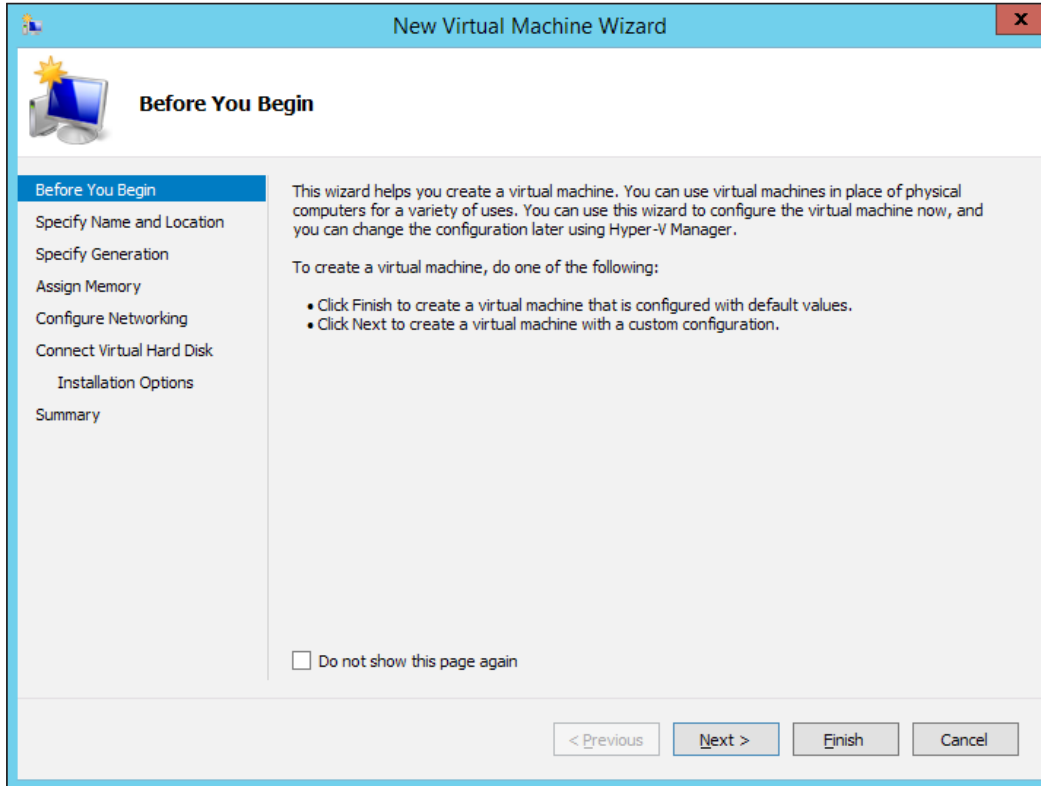 New Virtual Machine Wizard
x
Before You Begin
Before You Begin
Specify Name and Location
Specify Generation
Assign Memory
Configure Networking
Connect Virtual Hard Disk
Installation Options
Summary
This wizard helps you create a virtual machine. You can use virtual machines in place of physical
computers for a variety of uses. You can use this wizard to configure the virtual machine now, and
you can change the configuration later using Hyper-V Manager.
To create a virtual machine, do one of the following:
• Click Finish to create a virtual machine that is configured with default values.
• Click Next to create a virtual machine with a custom configuration.
Do not show this page again
< Previous
Next >
Finish
Cancel